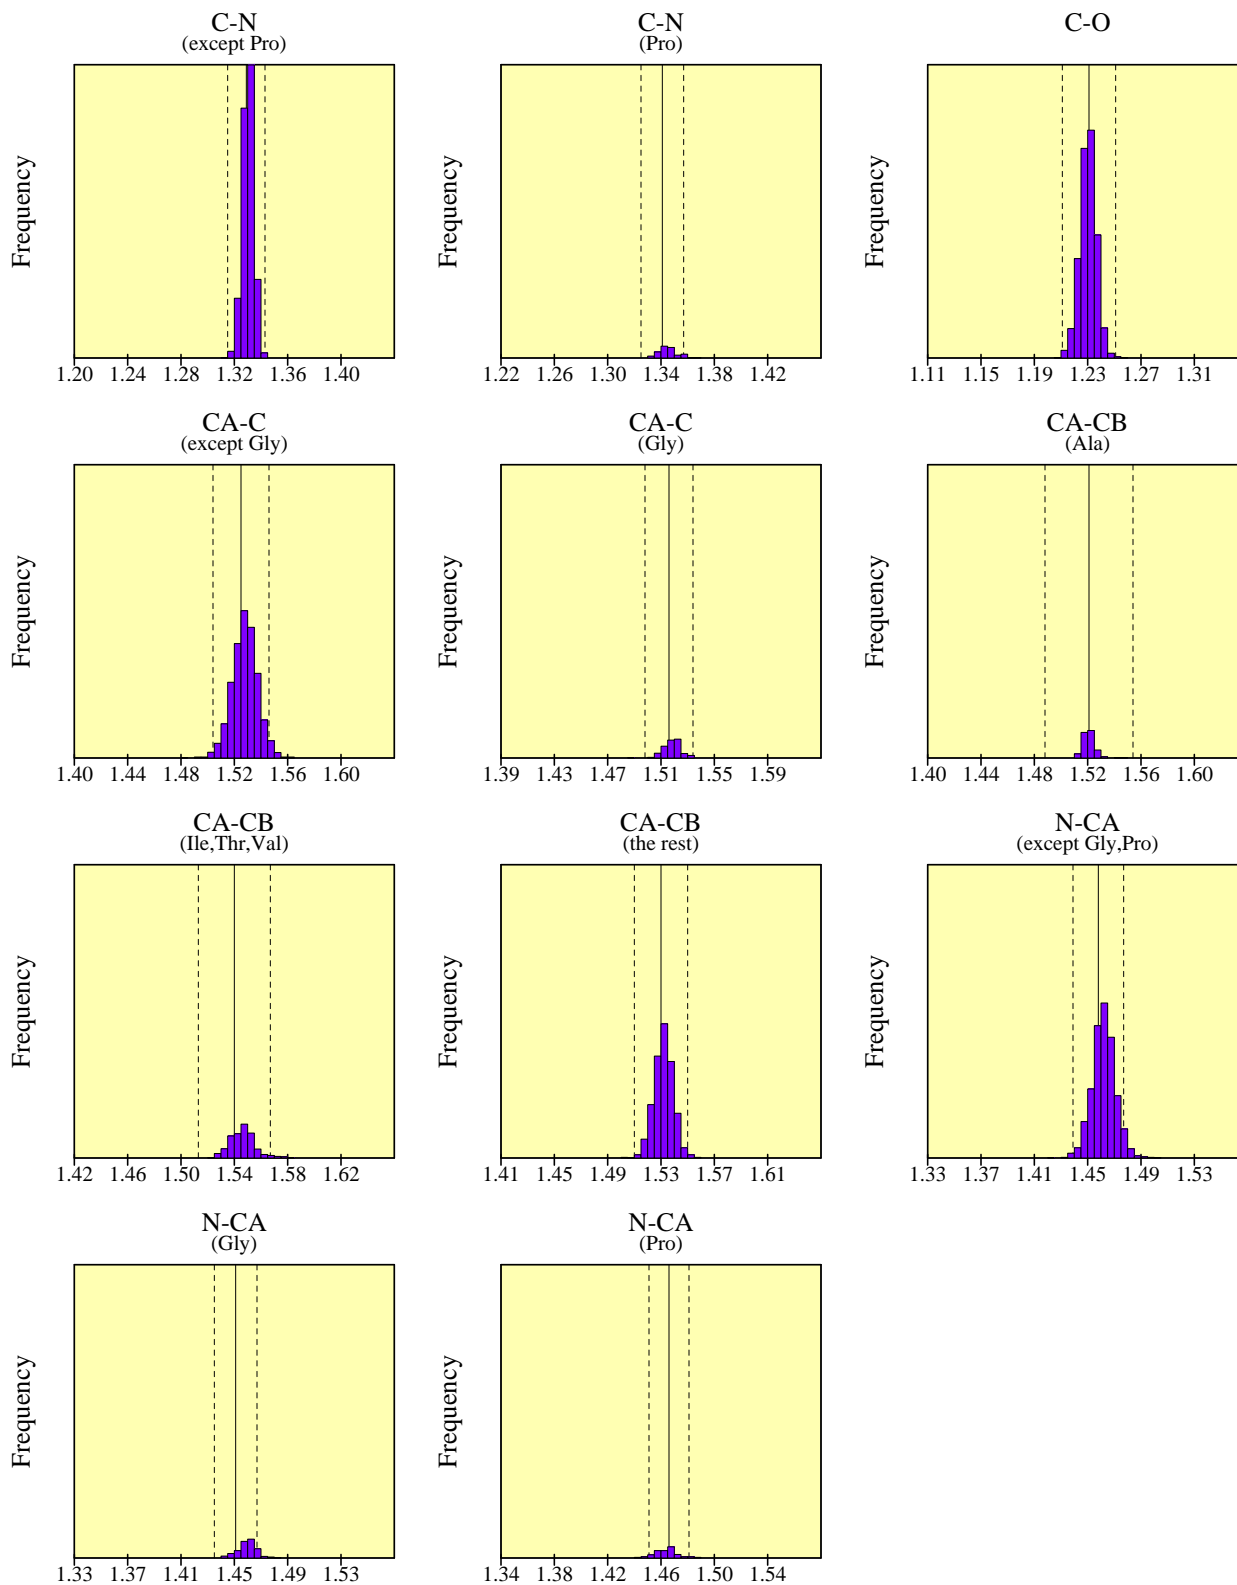 C-N
(except Pro)
Frequency
1.20 1.24 1.28 1.32 1.36 1.40
C-N
(Pro)
Frequency
1.22 1.26 1.30 1.34 1.38 1.42
C-O
Frequency
1.11 1.15 1.19 1.23 1.27 1.31
CA-C
(except Gly)
Frequency
1.40 1.44 1.48 1.52 1.56 1.60
CA-C
(Gly)
Frequency
1.39 1.43 1.47 1.51 1.55 1.59
CA-CB
(Ala)
Frequency
1.40 1.44 1.48 1.52 1.56 1.60
CA-CB
(Ile,Thr,Val)
Frequency
1.42 1.46 1.50 1.54 1.58 1.62
CA-CB
(the rest)
Frequency
1.41 1.45 1.49 1.53 1.57 1.61
N-CA
(except Gly,Pro)
Frequency
1.33 1.37 1.41 1.46 1.49 1.53
N-CA
(Gly)
Frequency
1.33 1.37 1.41 1.45 1.49 1.53
N-CA
(Pro)
Frequency
1.34 1.38 1.42 1.46 1.50 1.54